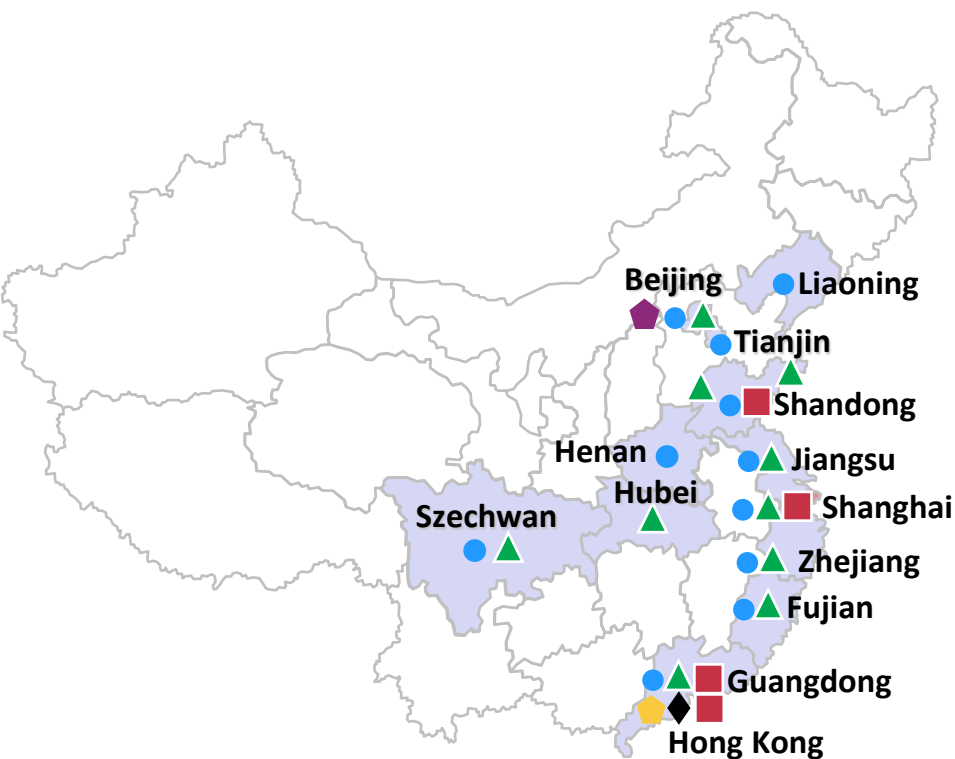 Beijing
Liaoning
Tianjin
Shandong
Henan
Jiangsu
Hubei
Szechwan
Shanghai
Zhejiang
Fujian
Guangdong
Hong Kong